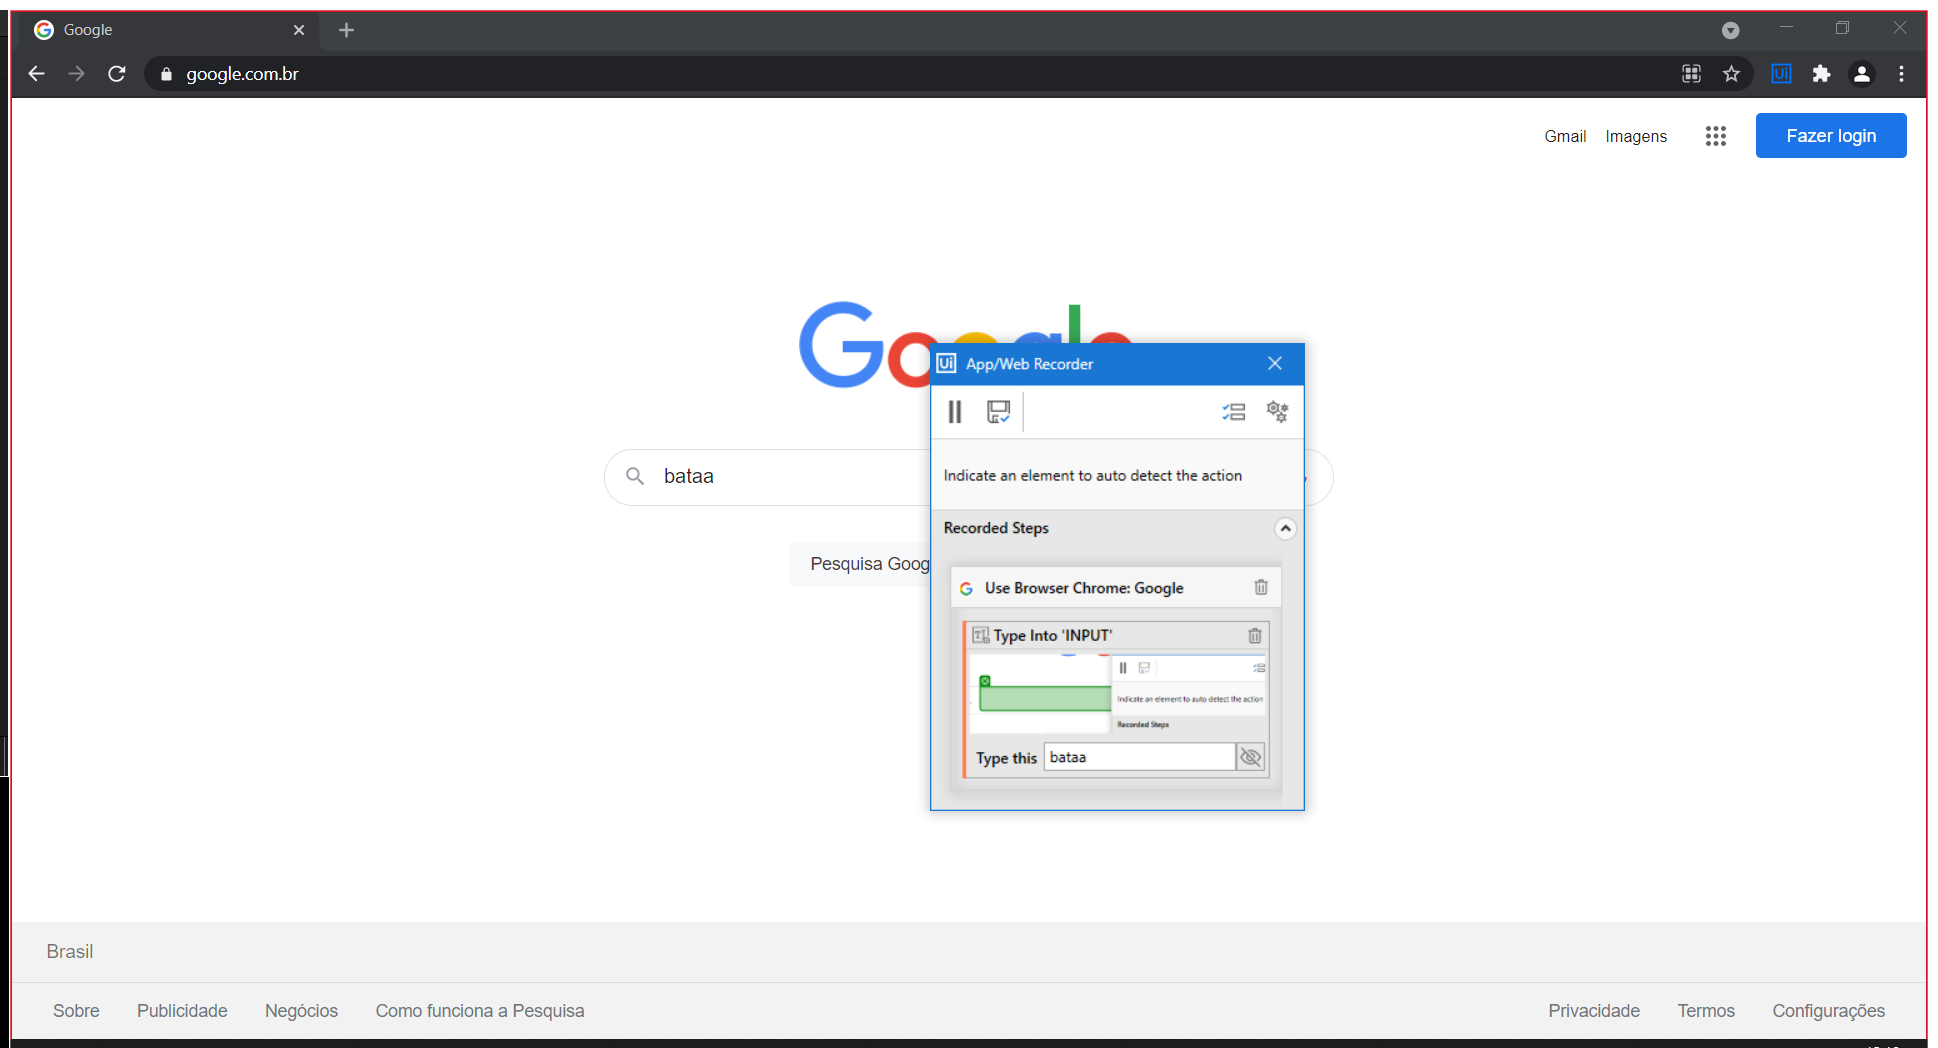 Google
google.com.br
Gmail Imagens Fazer login
Ui App/Web Recorder
bataa
Indicate an element to auto detect the action
Recorded Steps
Pesquisa Goog
Use Browser Chrome: Google
Type Into 'INPUT'
Indicate an element to auto detect the action
Recorded Steps
Type this bataa
Brasil
Sobre Publicidade Negócios Como funciona a Pesquisa Privacidade Termos Configurações